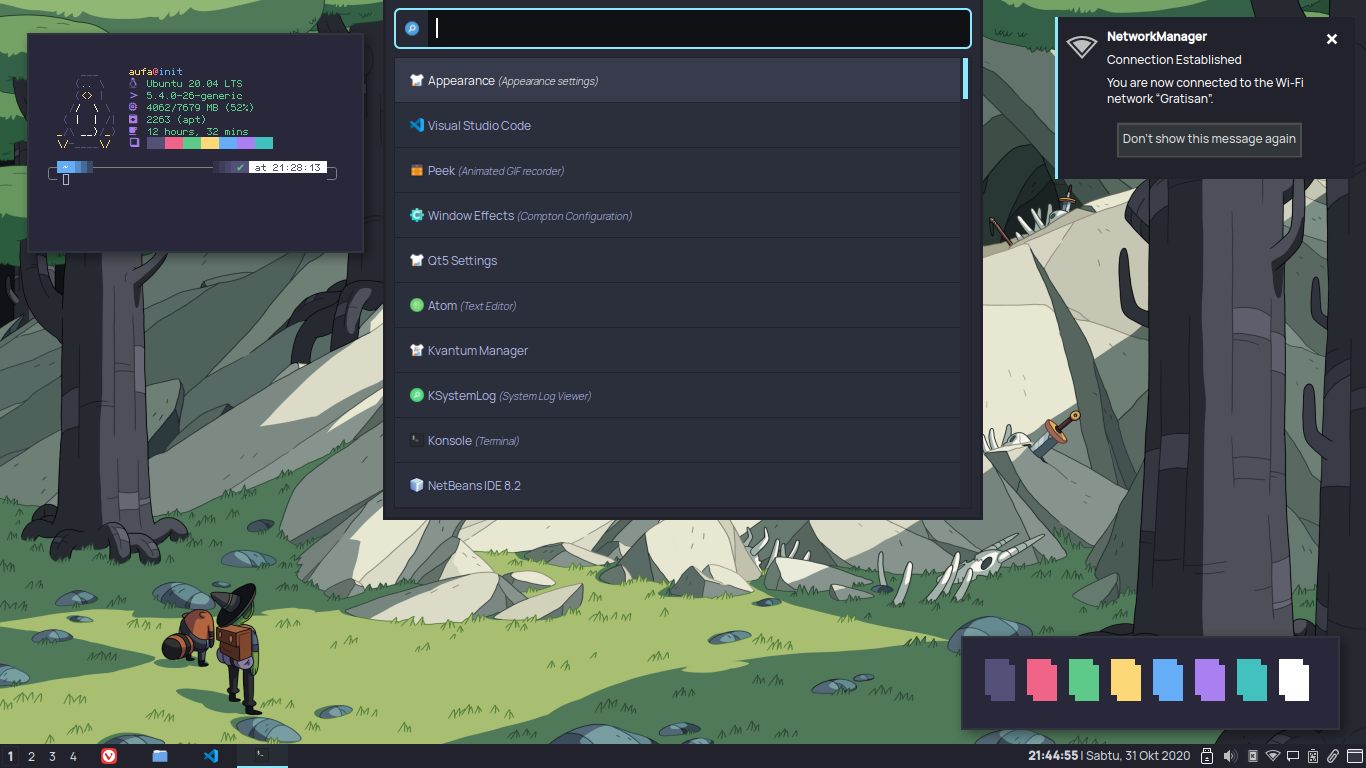 aufa@init
Ubuntu 20.04 LTS
5.4.0-26-generic
4062/7679 MB (52%)
2263 (apt)
12 hours, 32 mins
~
✔ at 21:28:13
Appearance (Appearance settings)
Visual Studio Code
Peek (Animated GIF recorder)
Window Effects (Compton Configuration)
Qt5 Settings
Atom (Text Editor)
Kvantum Manager
KSystemLog (System Log Viewer)
Konsole (Terminal)
NetBeans IDE 8.2
NetworkManager
Connection Established
You are now connected to the Wi-Fi
network “Gratisan”.
Don't show this message again
1 2 3 4
21:44:55 | Sabtu, 31 Okt 2020